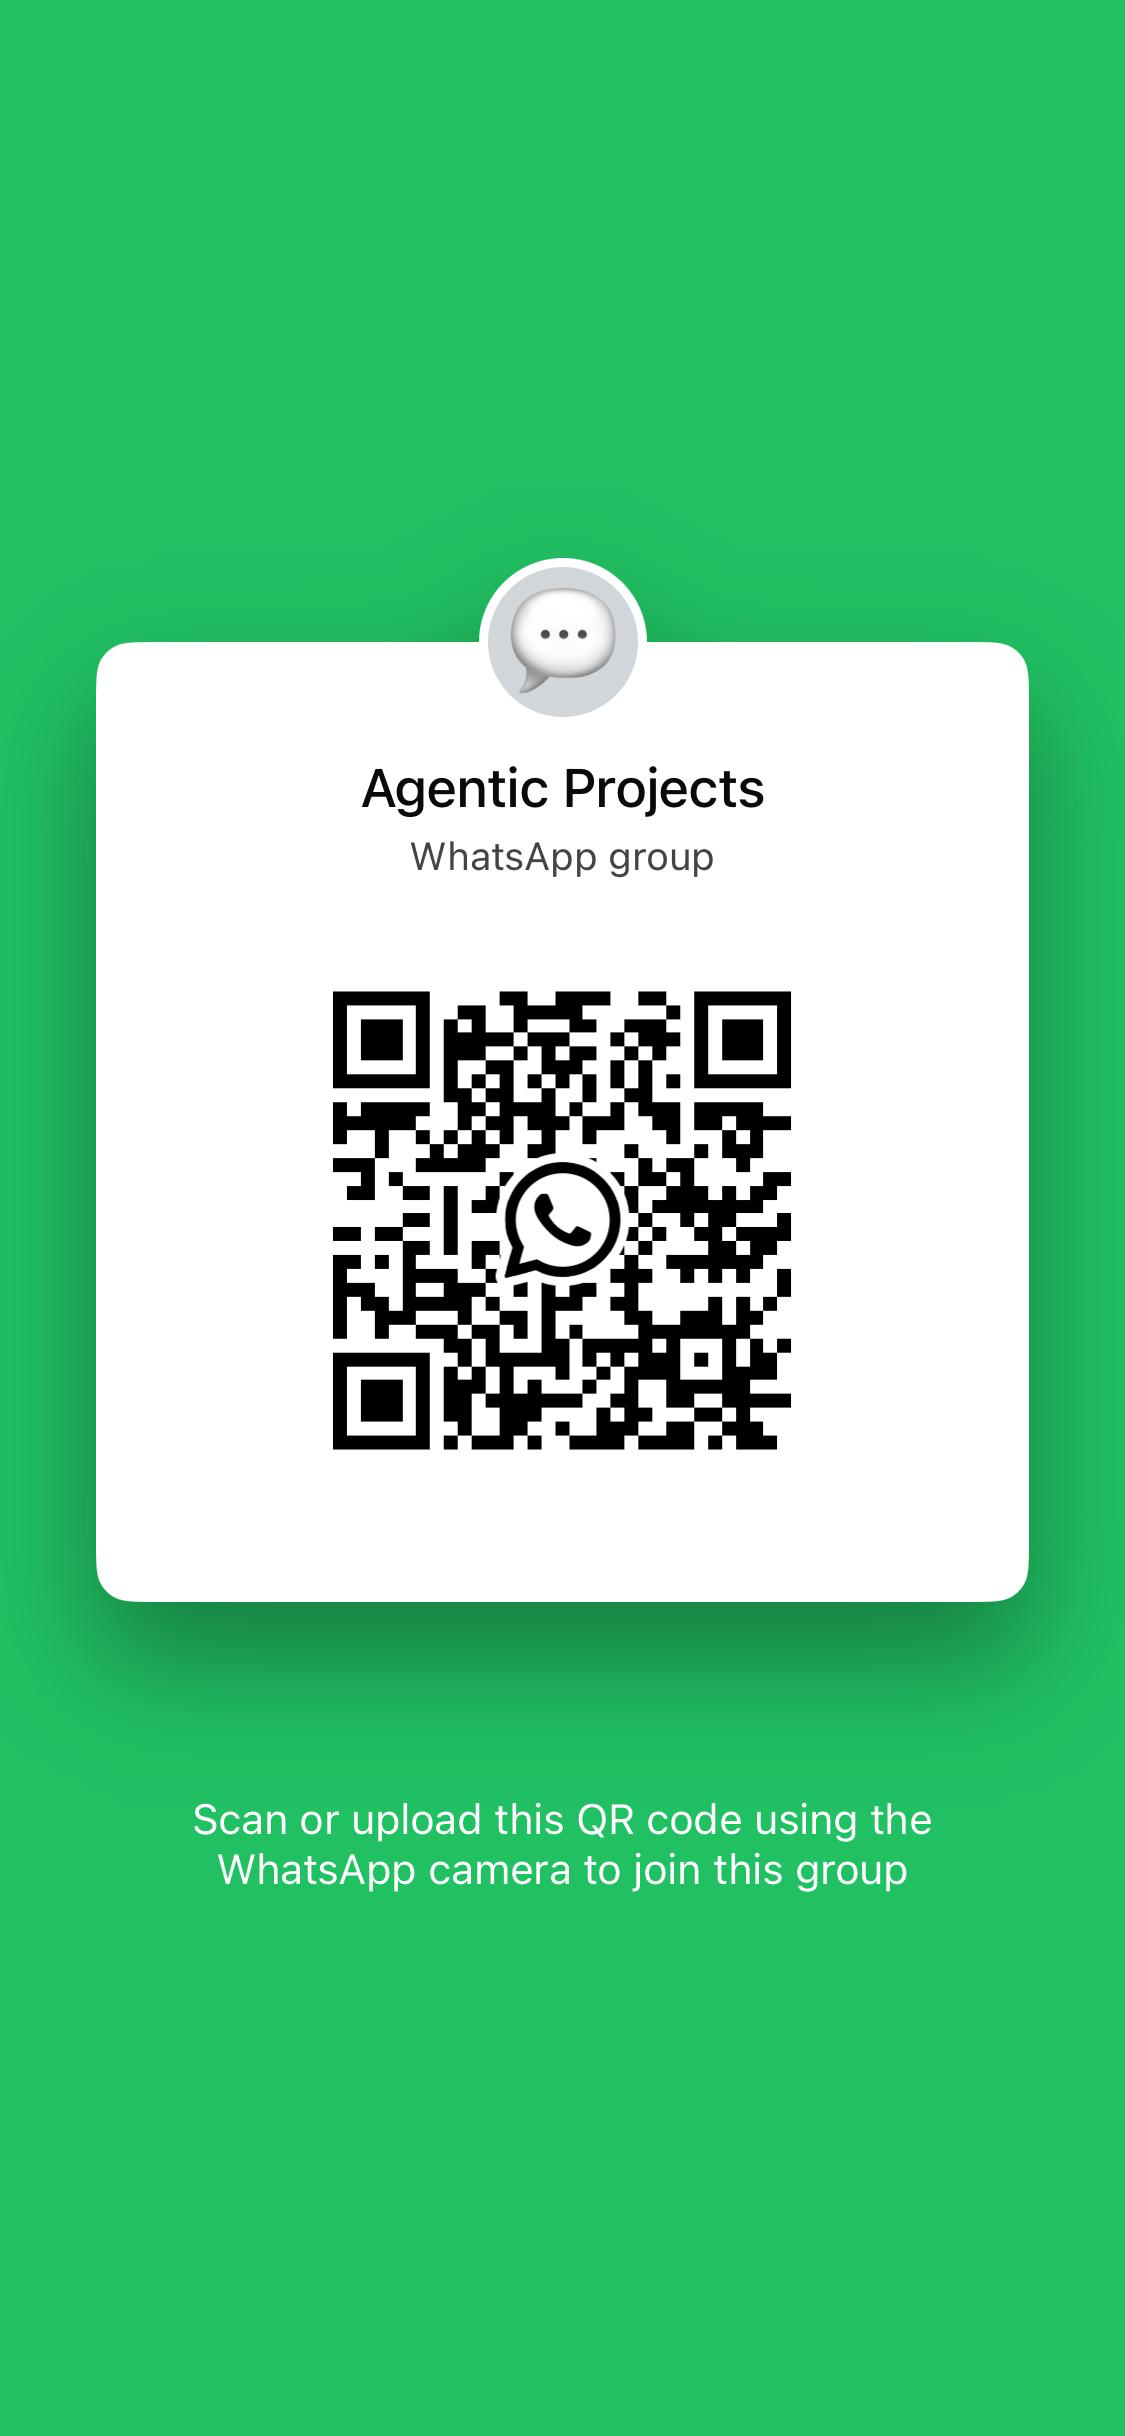 Agentic Projects
WhatsApp group
Scan or upload this QR code using the
WhatsApp camera to join this group